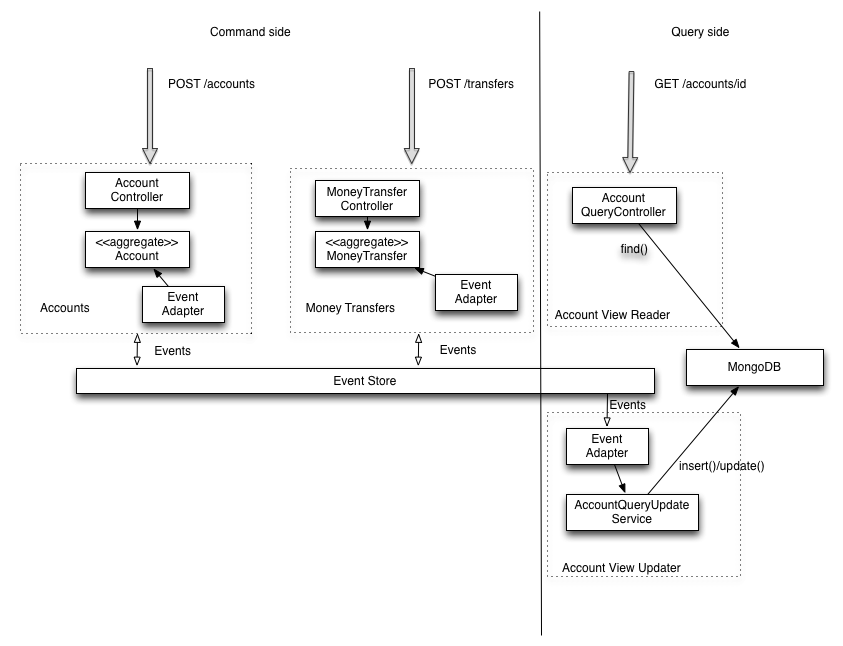 Command side
Query side
POST /accounts
POST /transfers
GET /accounts/id
Account
Controller
<<aggregate>>
Account
Event
Adapter
Accounts
MoneyTransfer
Controller
<<aggregate>>
MoneyTransfer
Event
Adapter
Money Transfers
Account
QueryController
find()
Account View Reader
Events
Events
MongoDB
Event Store
Events
Event
Adapter
insert()/update()
AccountQueryUpdate
Service
Account View Updater